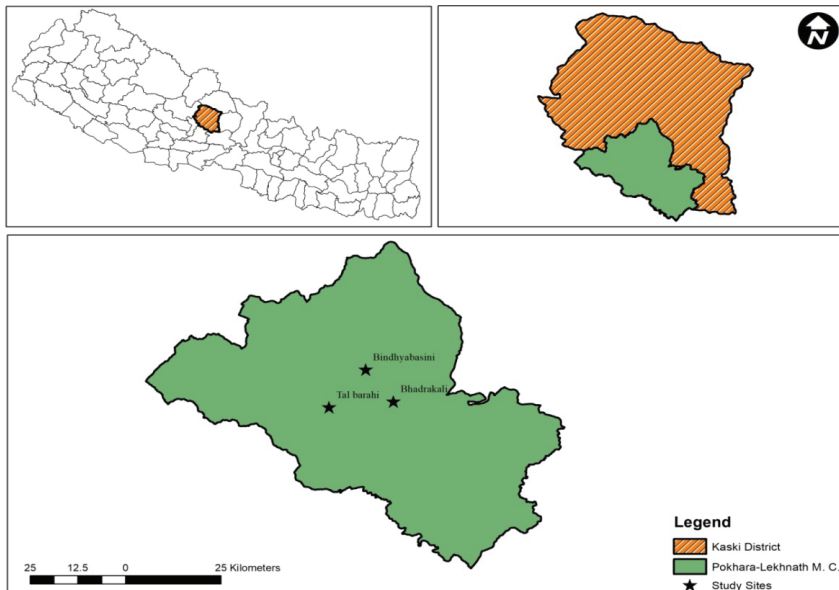 N
Bindhyabasini
Tal barahi
Bhadrakali
Legend
Kaski District
Pokhara-Lekhnath M. C.
Study Sites
25 12.5 0 25 Kilometers